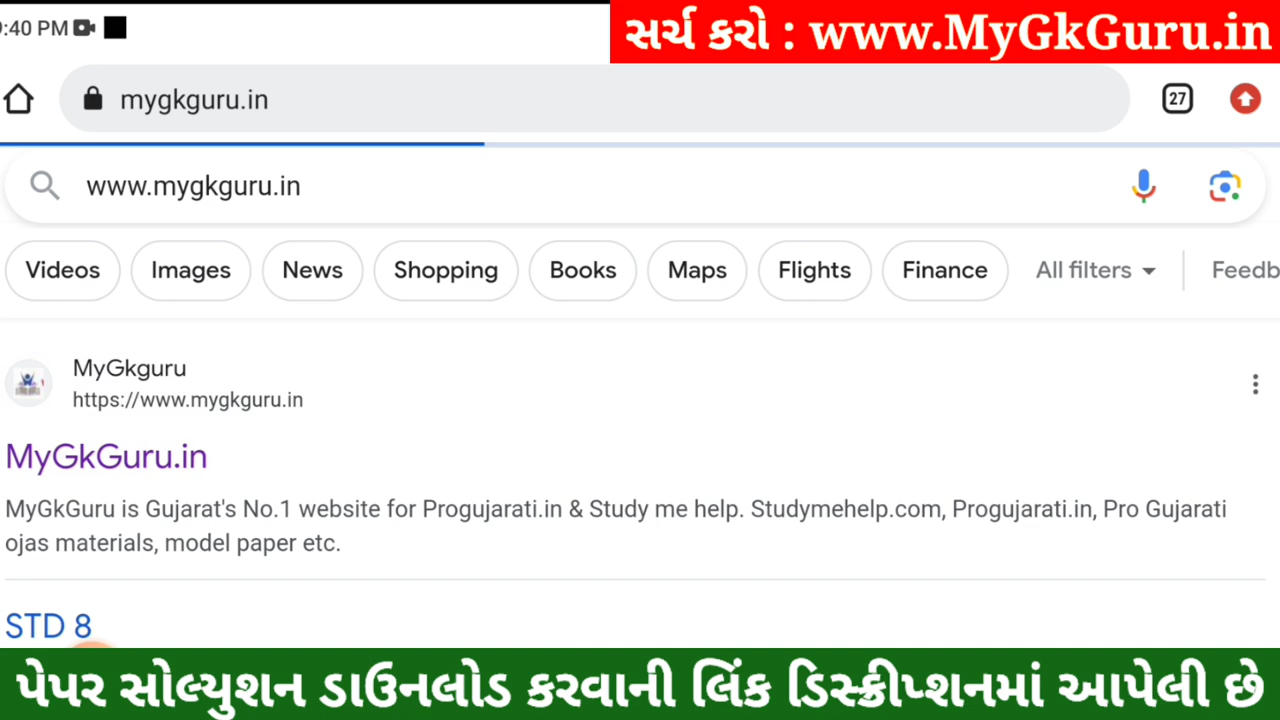 :40 PM
સર્ચ કરો : www.MyGkGuru.in
mygkguru.in
27
www.mygkguru.in
Videos Images News Shopping Books Maps Flights Finance All filters Feedb
MyGkguru
https://www.mygkguru.in
MyGkGuru.in
MyGkGuru is Gujarat's No.1 website for Progujarati.in & Study me help. Studymehelp.com, Progujarati.in, Pro Gujarati
ojas materials, model paper etc.
STD 8
પેપર સોલ્યુશન ડાઉનલોડ કરવાની લિંક ડિસ્ક્રીપ્શનમાં આપેલી છે